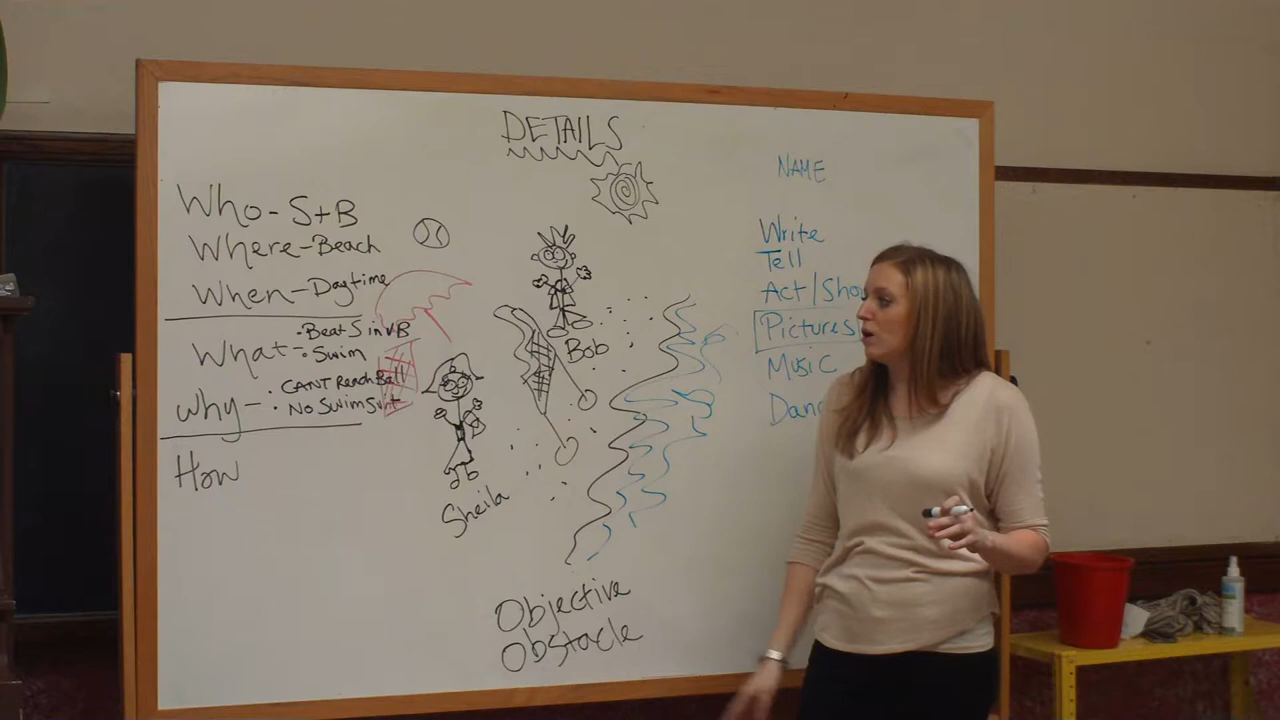 DETAILS
Who - S+B
Where - Beach
When - Daytime
What - • Beat S in VB
• Swim
Why - • CANT Reach Ball
• No Swimsuit
How
Bob
Sheila
Objective
Obstacle
NAME
Write
Tell
Act/Sho
Pictures
Music
Danc